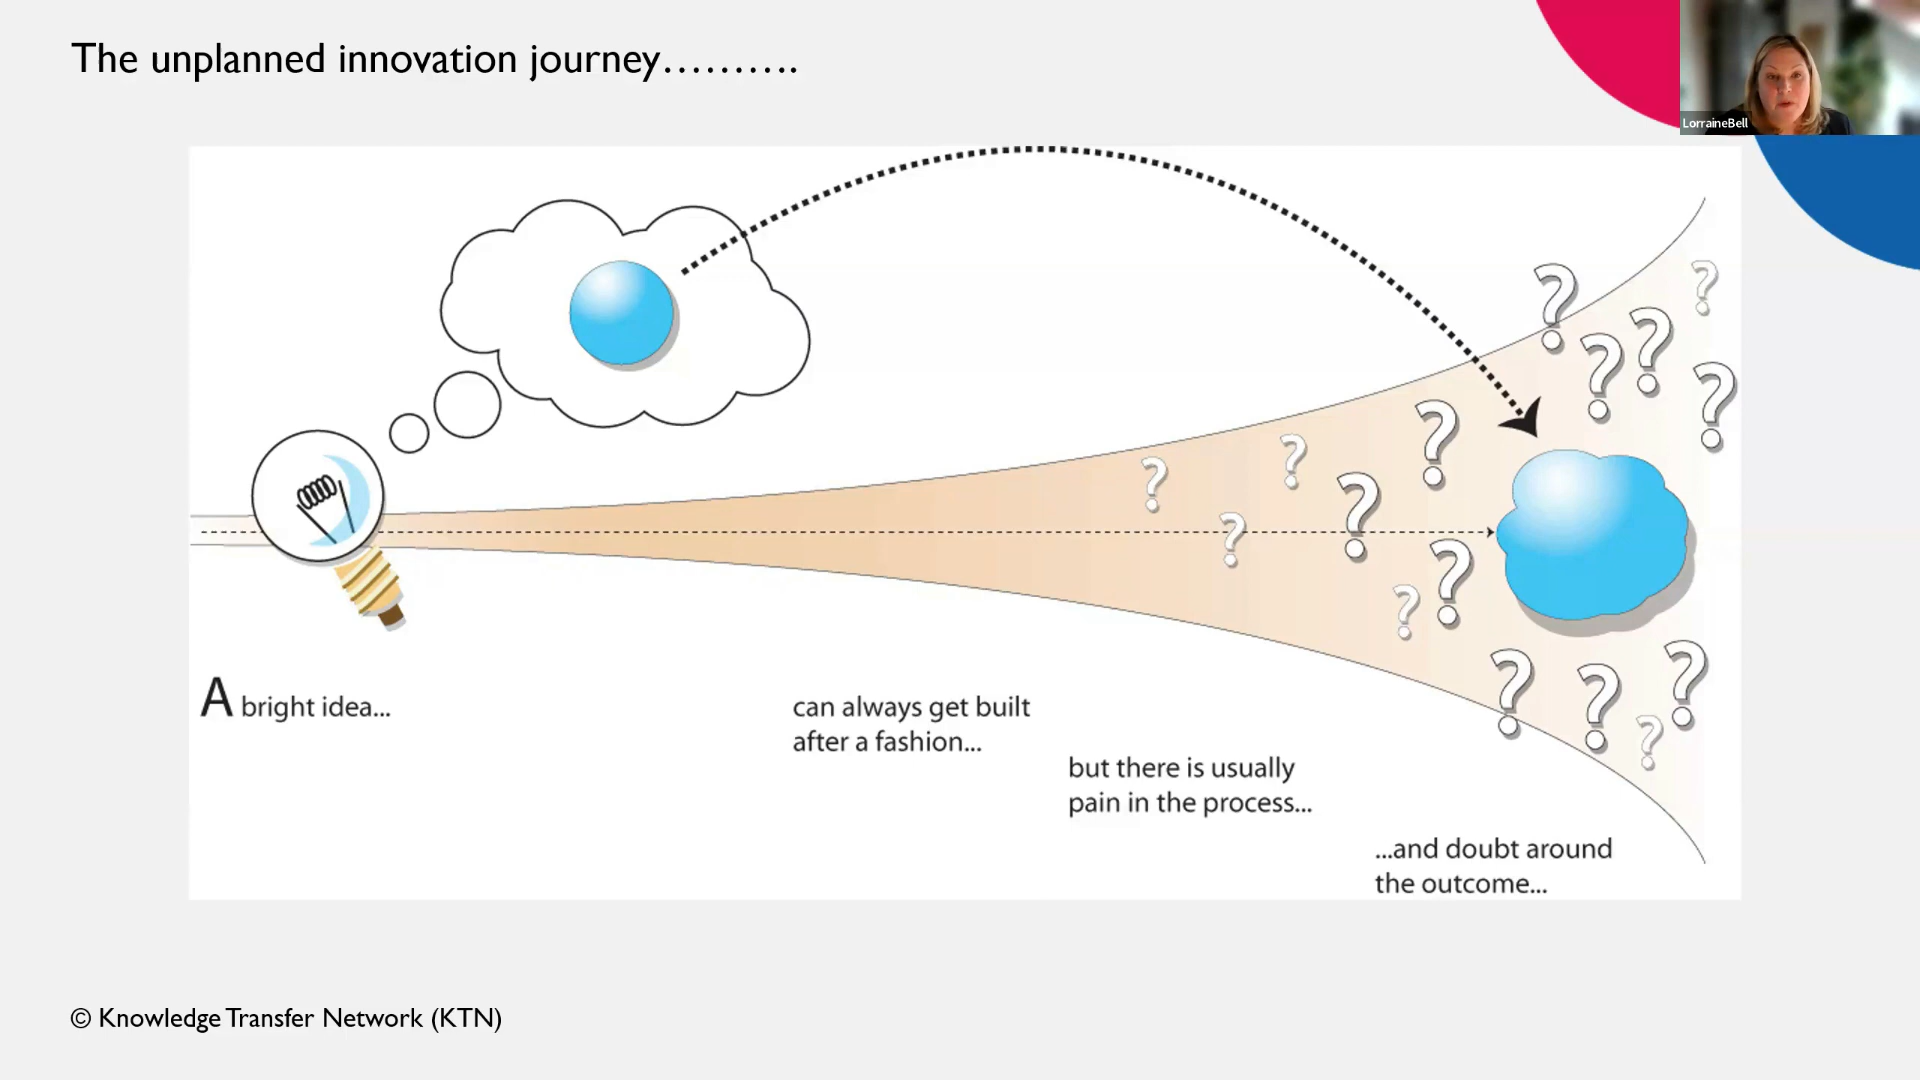 The unplanned innovation journey……….
LorraineBell
? ? ? ? ? ? ? ? ? ? ? ? ? ? ? ? ?
A bright idea...
can always get built
after a fashion...
but there is usually
pain in the process...
...and doubt around
the outcome...
© Knowledge Transfer Network (KTN)